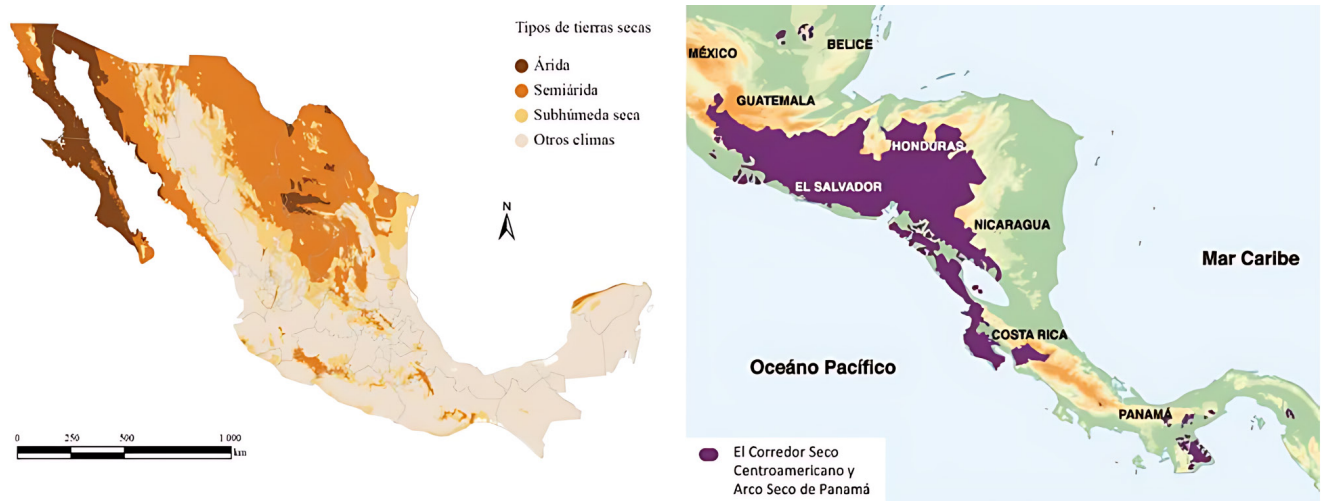 Tipos de tierras secas
Árida
Semiárida
Subhúmeda seca
Otros climas
N
0 250 500 1 000
km
BELICE
MÉXICO
GUATEMALA
HONDURAS
EL SALVADOR
NICARAGUA
Mar Caribe
COSTA RICA
Oceáno Pacífico
PANAMÁ
El Corredor Seco
Centroamericano y
Arco Seco de Panamá